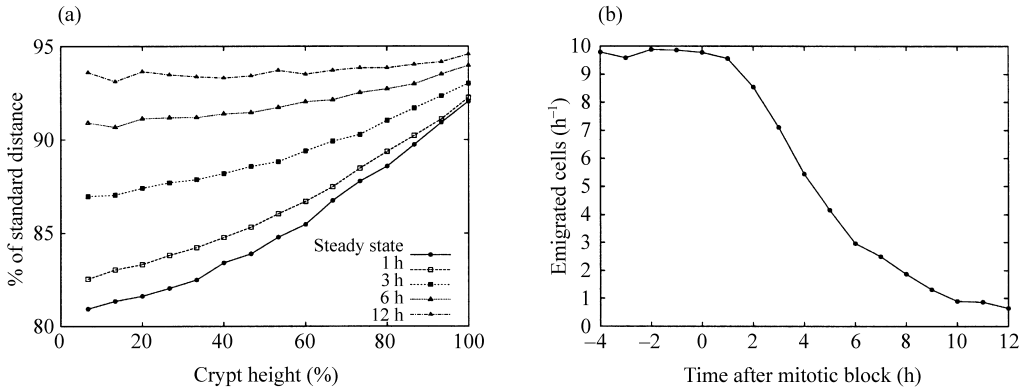 (a)
95
90
85
80
% of standard distance
Steady state
1 h
3 h
6 h
12 h
0 20 40 60 80 100
Crypt height (%)
(b)
10
9
8
7
6
5
4
3
2
1
0
Emigrated cells (h⁻¹)
–4 –2 0 2 4 6 8 10 12
Time after mitotic block (h)